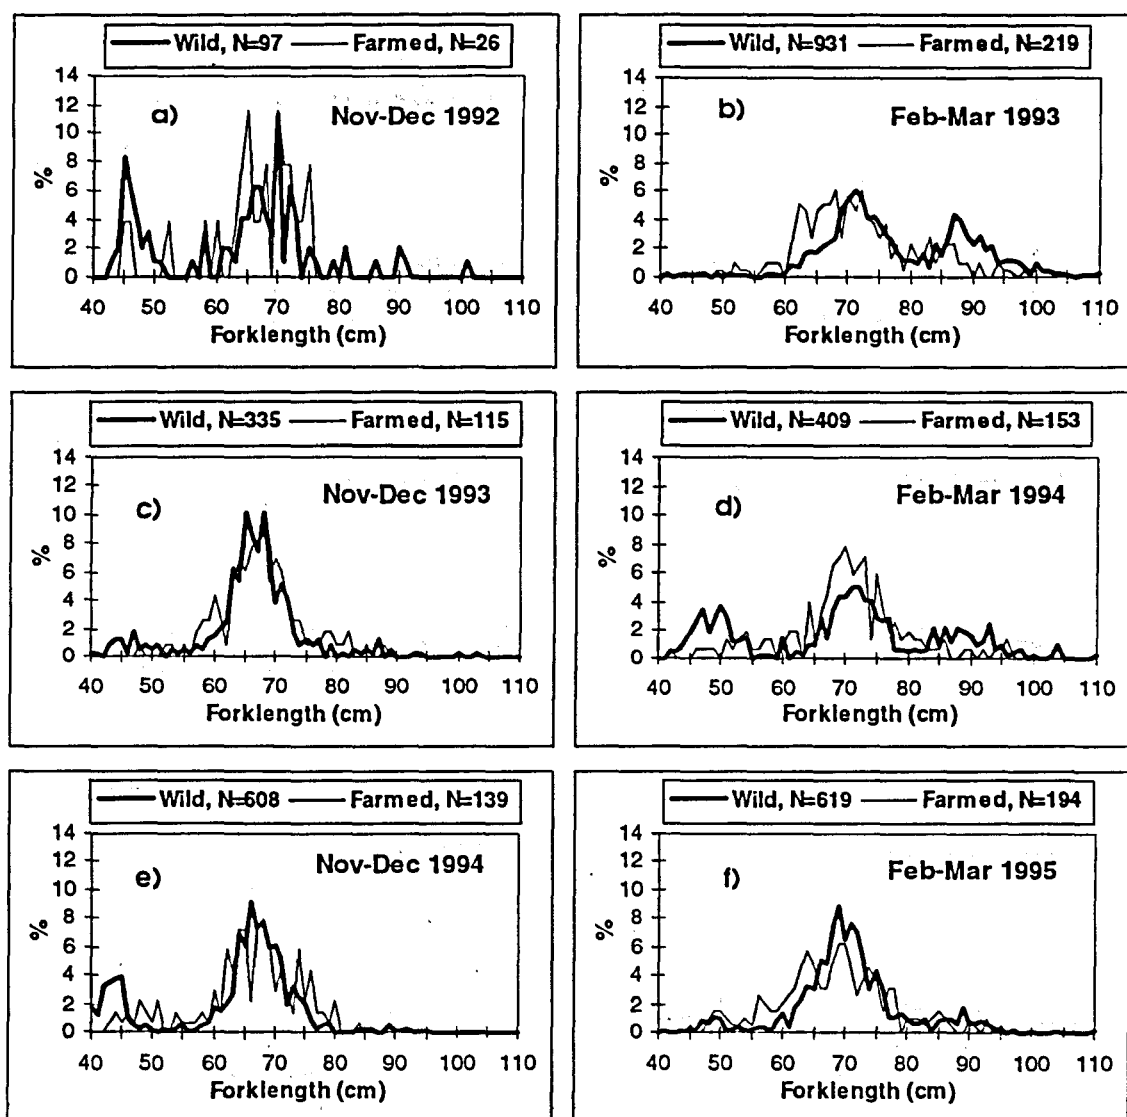 Wild, N=97 Farmed, N=26
14
12
10
8
6
4
2
0
%
a)
Nov-Dec 1992
40 50 60 70 80 90 100 110
Forklength (cm)
Wild, N=931 Farmed, N=219
14
12
10
8
6
4
2
0
%
b)
Feb-Mar 1993
40 50 60 70 80 90 100 110
Forklength (cm)
Wild, N=335 Farmed, N=115
14
12
10
8
6
4
2
0
%
c)
Nov-Dec 1993
40 50 60 70 80 90 100 110
Forklength (cm)
Wild, N=409 Farmed, N=153
14
12
10
8
6
4
2
0
%
d)
Feb-Mar 1994
40 50 60 70 80 90 100 110
Forklength (cm)
Wild, N=608 Farmed, N=139
14
12
10
8
6
4
2
0
%
e)
Nov-Dec 1994
40 50 60 70 80 90 100 110
Forklength (cm)
Wild, N=619 Farmed, N=194
14
12
10
8
6
4
2
0
%
f)
Feb-Mar 1995
40 50 60 70 80 90 100 110
Forklength (cm)